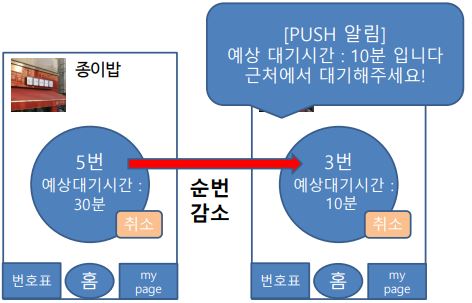 [PUSH 알림]
예상 대기시간 : 10분 입니다
근처에서 대기해주세요!
종이밥
5번
예상대기시간 :
30분
취소
순번
감소
3번
예상대기시간 :
10분
취소
번호표
홈
my
page
번호표
홈
my
page